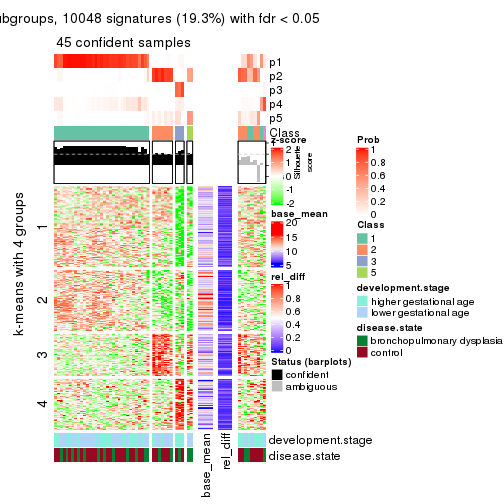 ubgroups, 10048 signatures (19.3%) with fdr < 0.05
45 confident samples
p1
p2
p3
p4
p5
Class
z-score
2
1
0
-1
-2
Silhouette
score
1
2
3
4
k-means with 4 groups
base_mean
20
15
10
5
rel_diff
1
0.8
0.6
0.4
0.2
0
Status (barplots)
confident
ambiguous
Prob
1
0.8
0.6
0.4
0.2
0
Class
1
2
3
5
development.stage
higher gestational age
lower gestational age
disease.state
bronchopulmonary dysplasia
control
development.stage
disease.state
base_mean
rel_diff